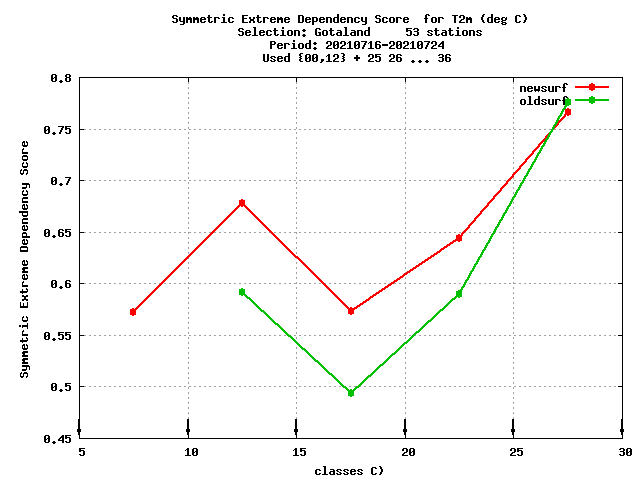 Symmetric Extreme Dependency Score  for T2m (deg C)
Selection: Gotaland     53 stations
Period: 20210716-20210724
Used {00,12} + 25 26 ... 36
newsurf
oldsurf
Symmetric Extreme Dependency Score
0.8
0.75
0.7
0.65
0.6
0.55
0.5
0.45
5 10 15 20 25 30
classes C)